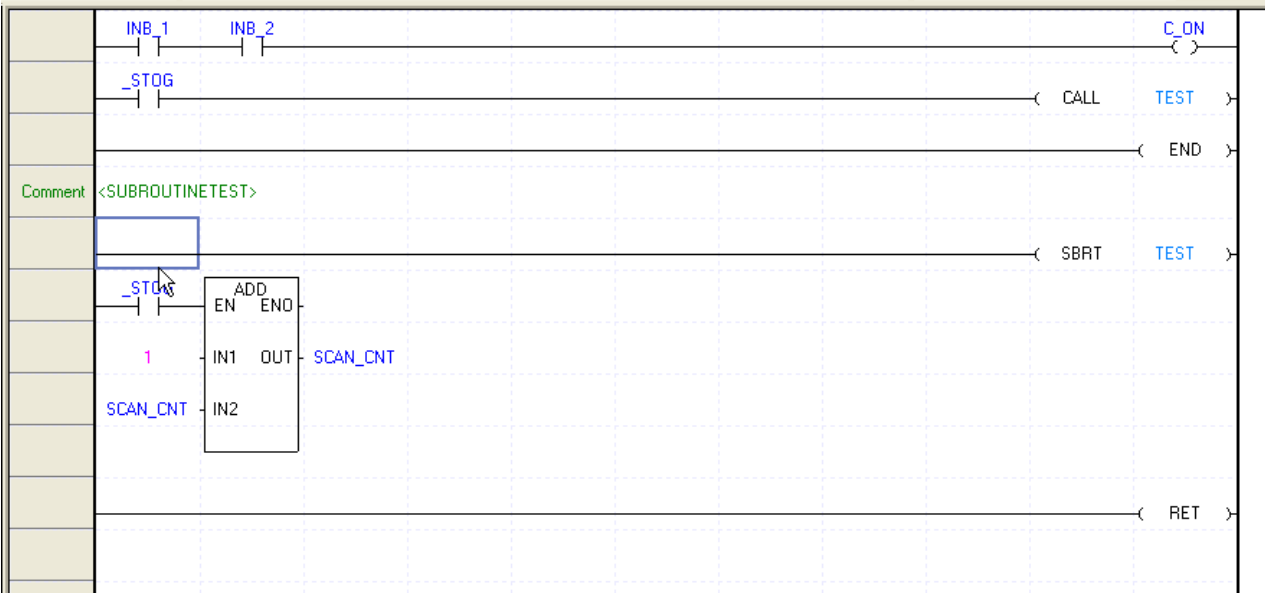 INB_1 INB_2 C_ON
_STOG
CALL TEST
END
Comment <SUBROUTINETEST>
SBRT TEST
ADD
EN ENO
1 IN1 OUT SCAN_CNT
SCAN_CNT IN2
RET